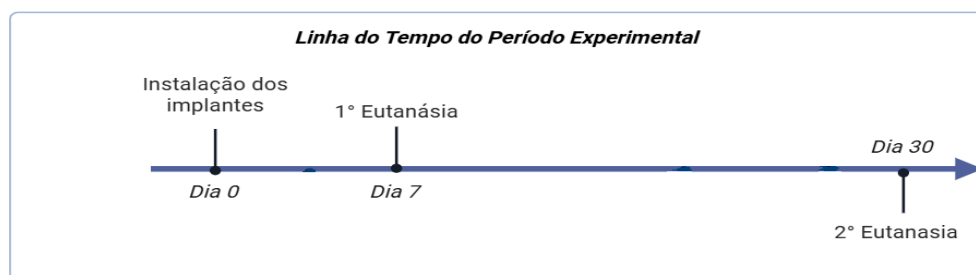 Linha do Tempo do Período Experimental
Instalação dos
implantes
1° Eutanásia
Dia 30
Dia 0
Dia 7
2° Eutanasia